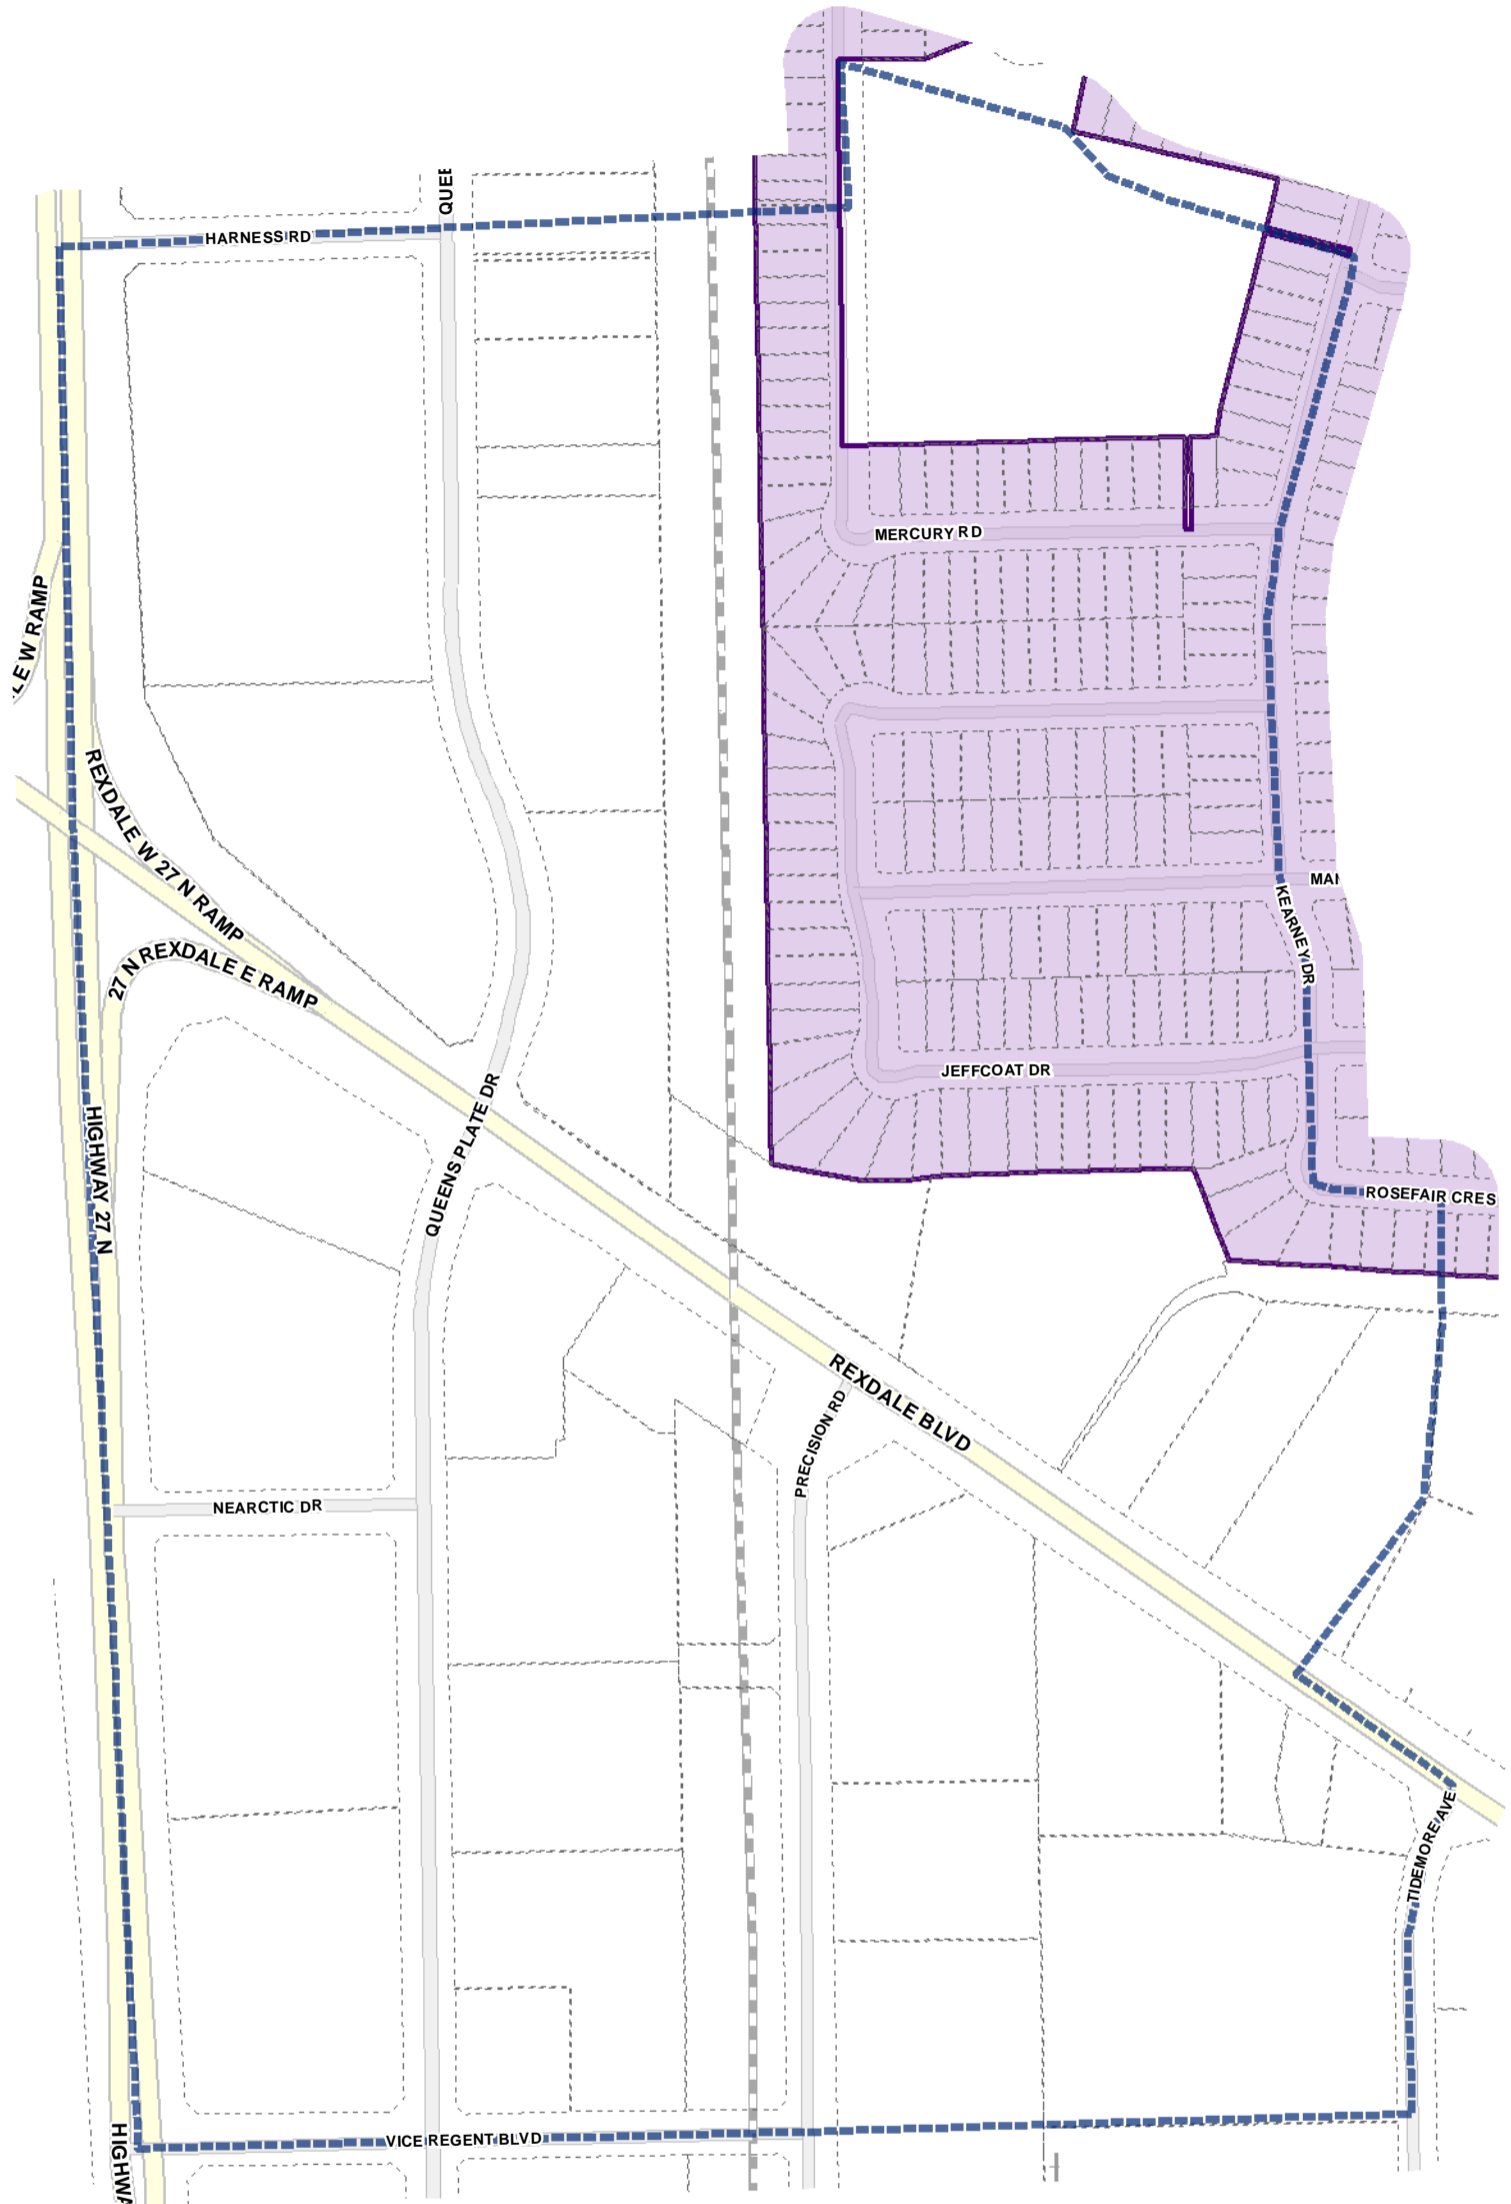 QUEE
HARNESS RD
MERCURY RD
LE W RAMP
REXDALE W 27 N RAMP
MAR
KEARNEY DR
27 N REXDALE E RAMP
JEFFCOAT DR
QUEENS PLATE DR
HIGHWAY 27 N
ROSEFAIR CRES
REXDALE BLVD
PRECISION RD
NEARCTIC DR
TIDEMORE AVE
VICE REGENT BLVD
HIGHWA